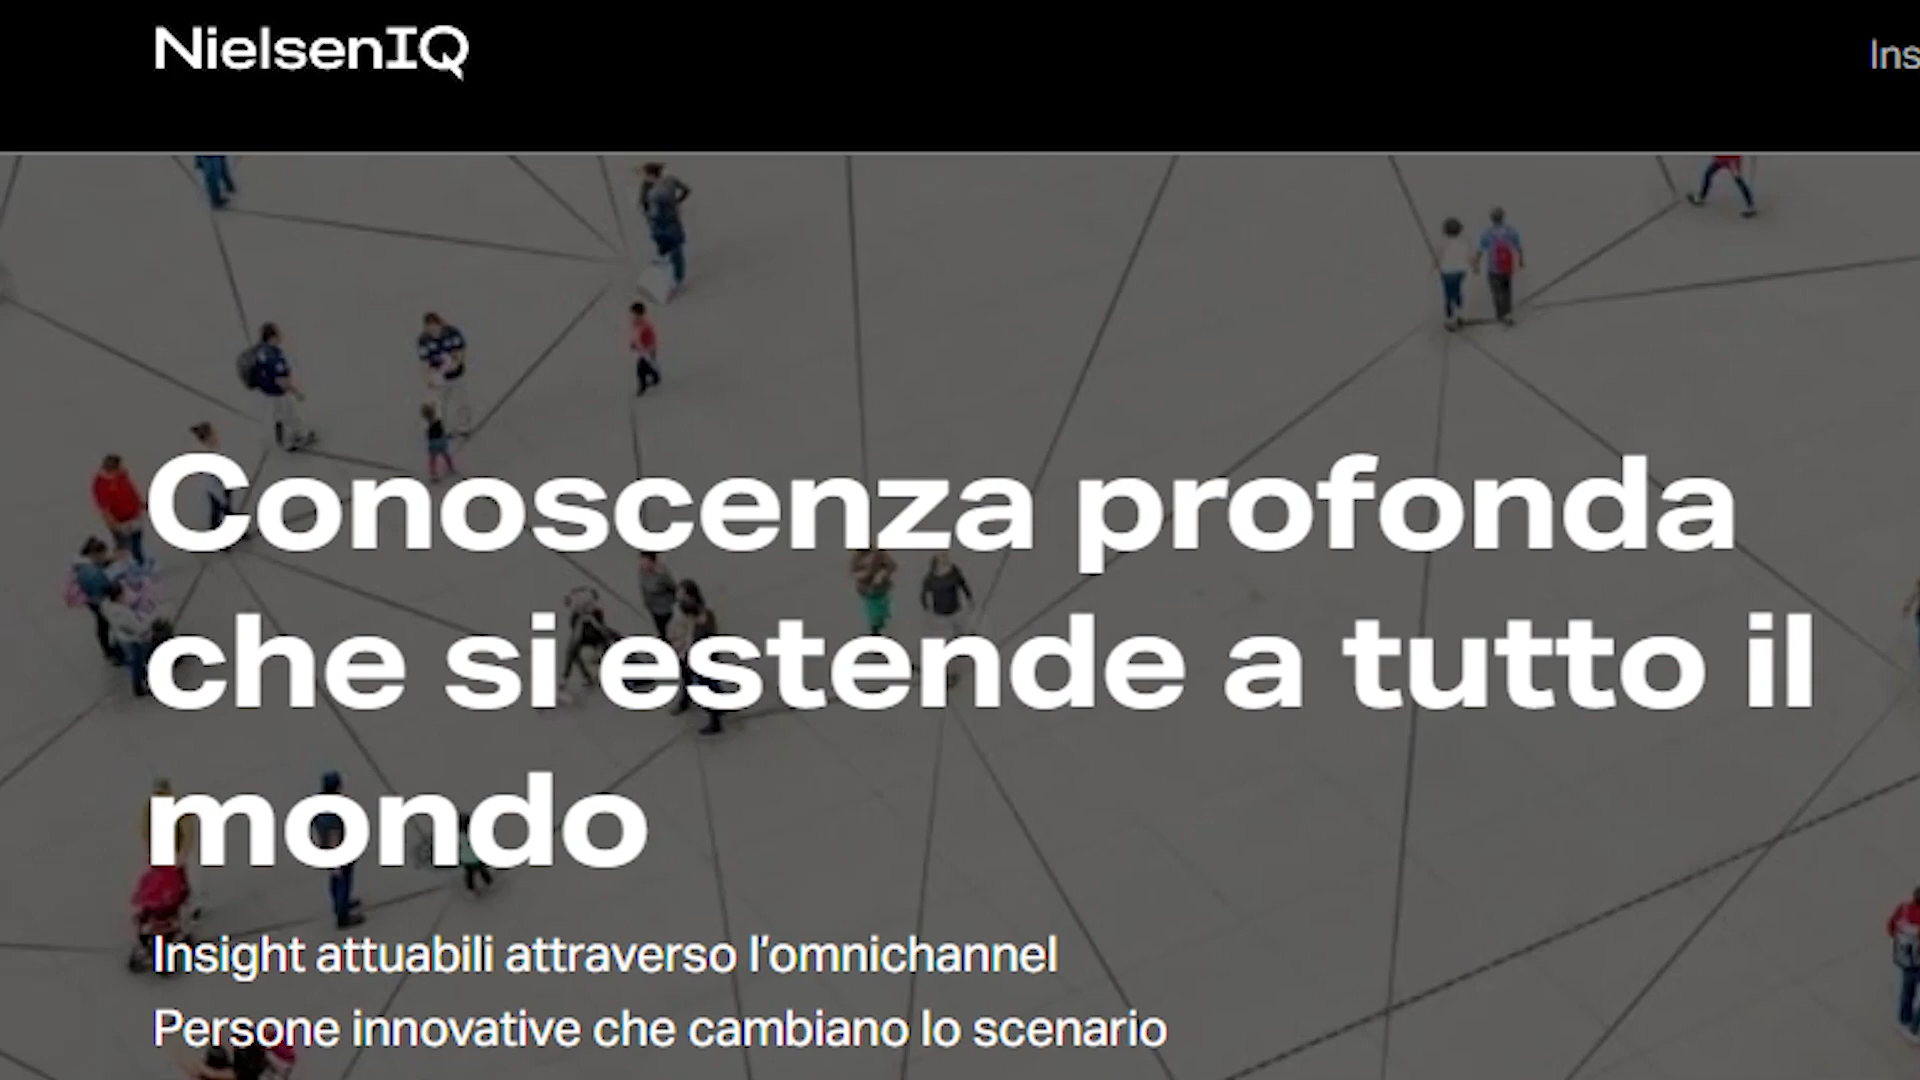 NielsenIQ
Ins
Conoscenza profonda
che si estende a tutto il
mondo
Insight attuabili attraverso l'omnichannel
Persone innovative che cambiano lo scenario